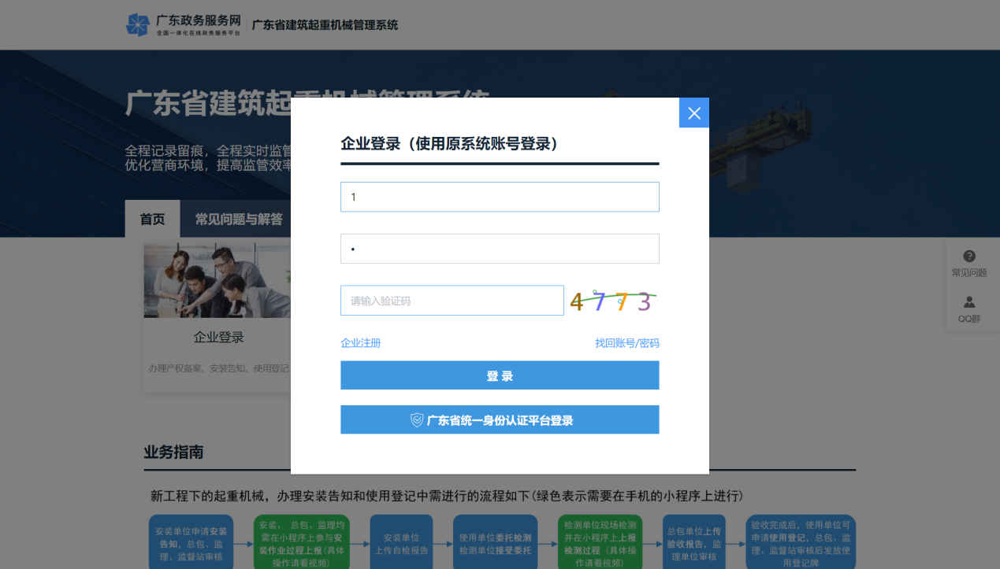 广东政务服务网
全国一体化在线政务服务平台
广东省建筑起重机械管理系统
广东省建筑起重机械管理系统
全程记录留痕，全程实时监管
优化营商环境，提高监管效率
首页
常见问题与解答
企业登录（使用原系统账号登录）
1
•
请输入验证码
4773
企业注册
找回账号/密码
登 录
广东省统一身份认证平台登录
企业登录
办理产权备案、安装告知、使用登记
常见问题
QQ群
业务指南
新工程下的起重机械，办理安装告知和使用登记中需进行的流程如下(绿色表示需要在手机的小程序上进行)
安装单位申请安装
告知，总包、监
理、监督站审核
安装、 总包、监理均
需在小程序上参与安
装作业过程上报(具体
操作请看视频)
安装单位
上传自检报告
使用单位委托检测
检测单位接受委托
检测单位现场检测
并在小程序上上报
检测过程（具体操
作请看视频)
总包单位上传
验收报告，监
理单位审核
验收完成后，使用单位可
申请使用登记，总包、监
理、监督站审核后发放使
用登记牌